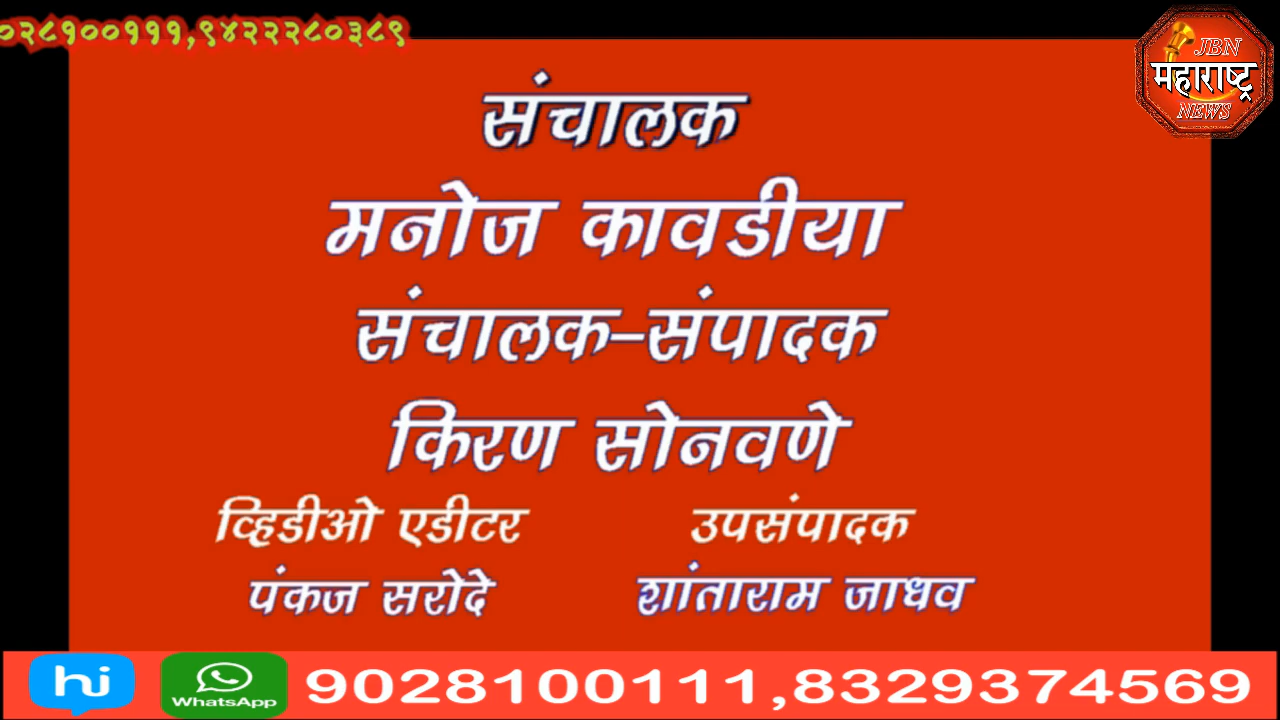 ०२८१००१११,९४२२२८०३८९
JBN
महाराष्ट्र
NEWS
संचालक
मनोज कावडीया
संचालक-संपादक
किरण सोनवणे
व्हिडीओ एडीटर उपसंपादक
पंकज सरोदे शांताराम जाधव
hi WhatsApp 9028100111,8329374569